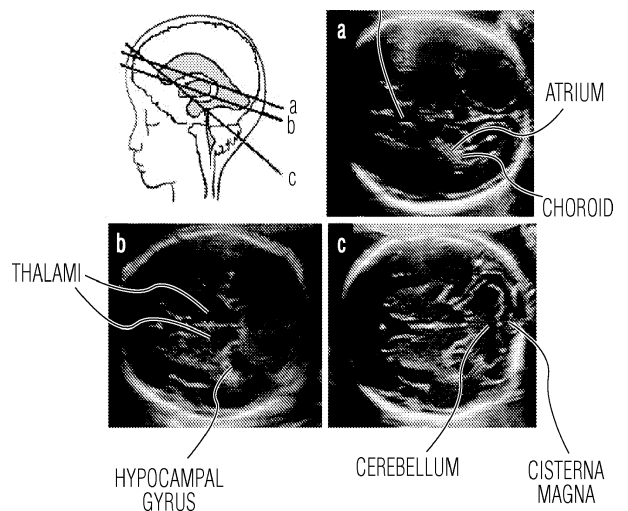 a
b
c
a
ATRIUM
CHOROID
b
THALAMI
HYPOCAMPAL
GYRUS
c
CEREBELLUM
CISTERNA
MAGNA